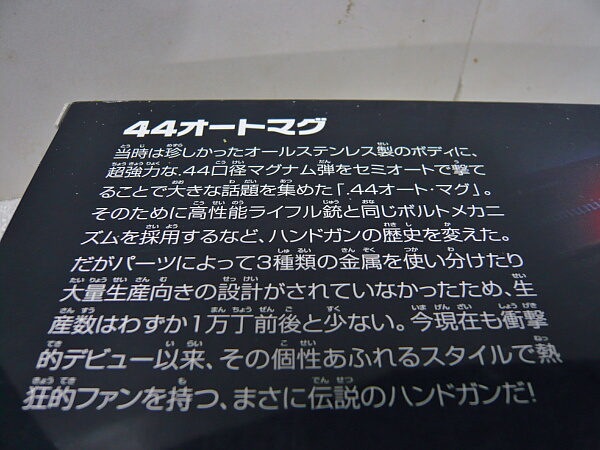 44オートマグ
当時は珍しかったオールステンレス製のボディに、
超強力な.44口径マグナム弾をセミオートで撃て
ることで大きな話題を集めた「.44オート・マグ」。
そのために高性能ライフル銃と同じボルトメカニ
ズムを採用するなど、ハンドガンの歴史を変えた。
だがパーツによって3種類の金属を使い分けたり
大量生産向きの設計がされていなかったため、生
産数はわずか1万丁前後と少ない。今現在も衝撃
的デビュー以来、その個性あふれるスタイルで熱
狂的ファンを持つ、まさに伝説のハンドガンだ!